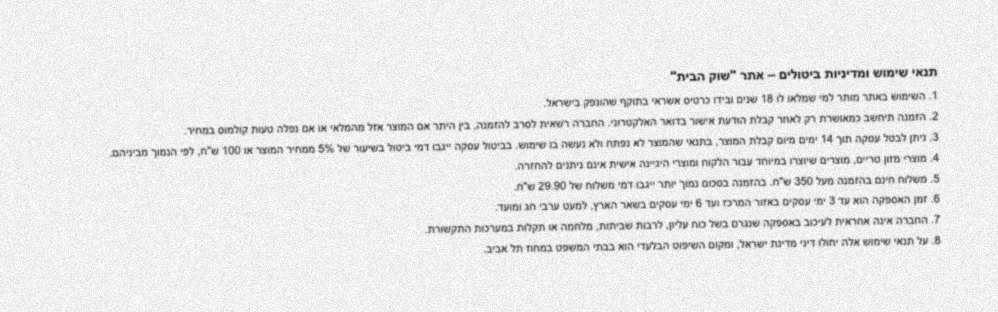 תנאי שימוש ומדיניות ביטולים – אתר "שוק הבית"
1. השימוש באתר מותר למי שמלאו לו 18 שנים ובידו כרטיס אשראי בתוקף שהונפק בישראל.
2. הזמנה תיחשב כמאושרת רק לאחר קבלת הודעת אישור בדואר האלקטרוני. החברה רשאית לסרב להזמנה, בין היתר אם המוצר אזל מהמלאי או אם נפלה טעות קולמוס במחיר.
3. ניתן לבטל עסקה תוך 14 ימים מיום קבלת המוצר, בתנאי שהמוצר לא נפתח ולא נעשה בו שימוש. בביטול עסקה ייגבו דמי ביטול בשיעור של 5% ממחיר המוצר או 100 ש"ח, לפי הנמוך מביניהם.
4. מוצרי מזון טריים, מוצרים שיוצרו במיוחד עבור הלקוח ומוצרי היגיינה אישית אינם ניתנים להחזרה.
5. משלוח חינם בהזמנה מעל 350 ש"ח. בהזמנה בסכום נמוך יותר ייגבו דמי משלוח של 29.90 ש"ח.
6. זמן האספקה הוא עד 3 ימי עסקים באזור המרכז ועד 6 ימי עסקים בשאר הארץ, למעט ערבי חג ומועד.
7. החברה אינה אחראית לעיכוב באספקה שנגרם בשל כוח עליון, לרבות שביתות, מלחמה או תקלות במערכות התקשורת.
8. על תנאי שימוש אלה יחולו דיני מדינת ישראל, ומקום השיפוט הבלעדי הוא בבתי המשפט במחוז תל אביב.